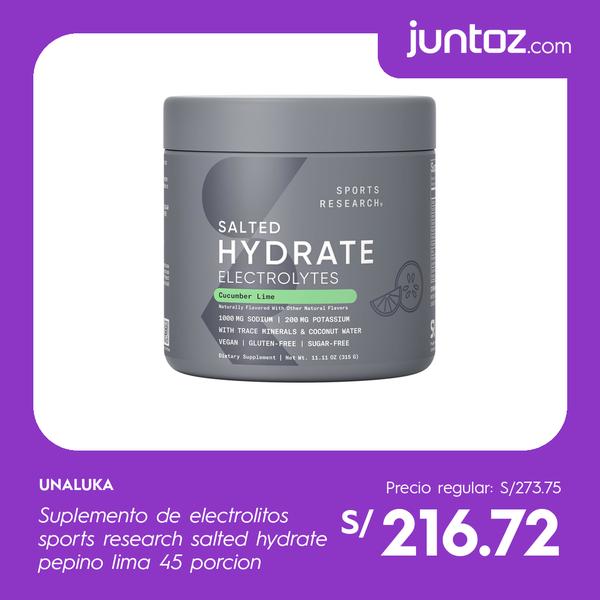 juntoz.com
SPORTS
RESEARCH®
SALTED
HYDRATE
ELECTROLYTES
Cucumber Lime
Naturally Flavored With Other Natural Flavors
1000 MG SODIUM | 200 MG POTASSIUM
WITH TRACE MINERALS & COCONUT WATER
VEGAN | GLUTEN-FREE | SUGAR-FREE
Dietary Supplement | Net Wt. 11.11 OZ (315 G)
UNALUKA
Suplemento de electrolitos
sports research salted hydrate
pepino lima 45 porcion
Precio regular: S/273.75
S/216.72